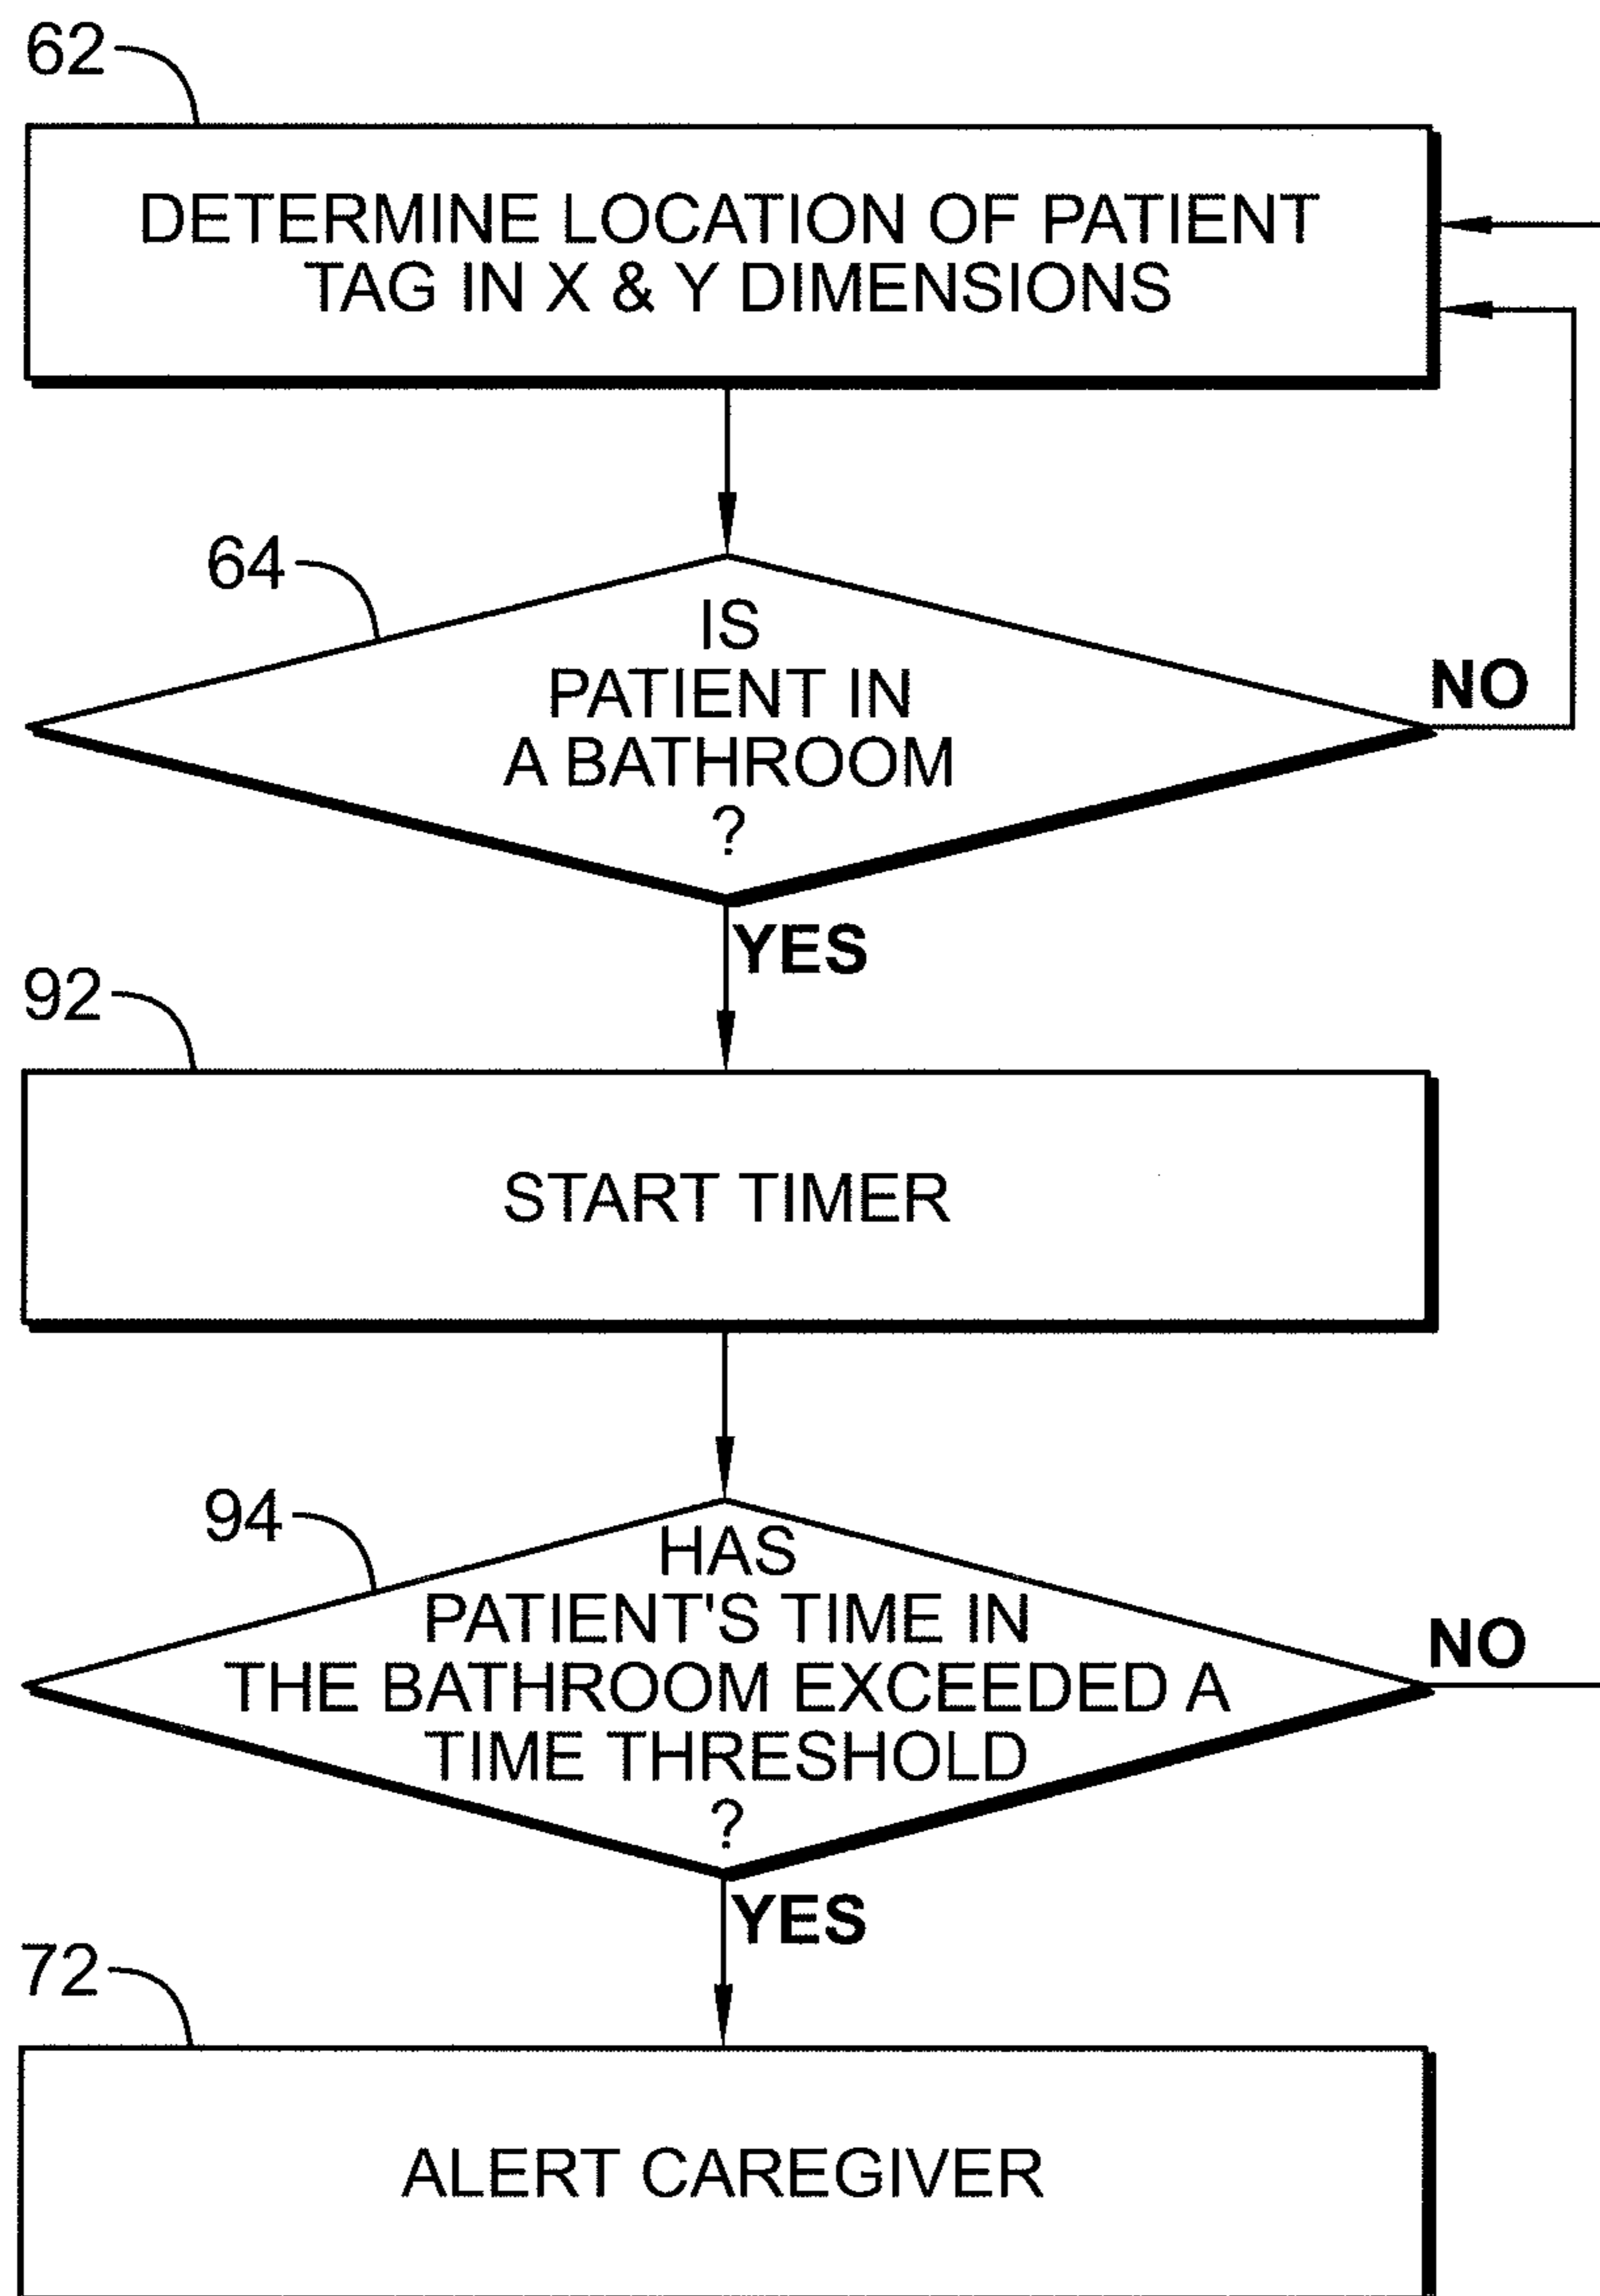 62
DETERMINE LOCATION OF PATIENT
TAG IN X & Y DIMENSIONS
64
IS
PATIENT IN
A BATHROOM
?
NO
YES
92
START TIMER
94
HAS
PATIENT'S TIME IN
THE BATHROOM EXCEEDED A
TIME THRESHOLD
?
NO
YES
72
ALERT CAREGIVER